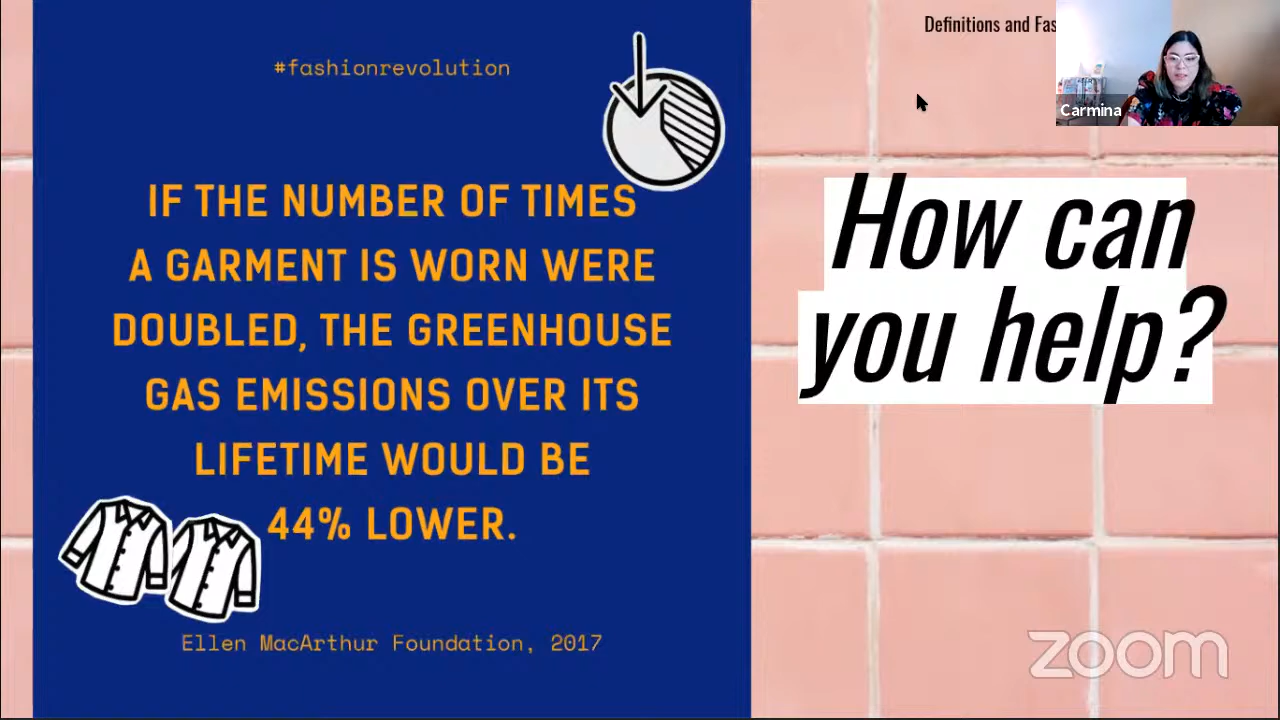 #fashionrevolution
IF THE NUMBER OF TIMES
A GARMENT IS WORN WERE
DOUBLED, THE GREENHOUSE
GAS EMISSIONS OVER ITS
LIFETIME WOULD BE
44% LOWER.
Ellen MacArthur Foundation, 2017
Definitions and
Carmina
How can
you help?
zoom